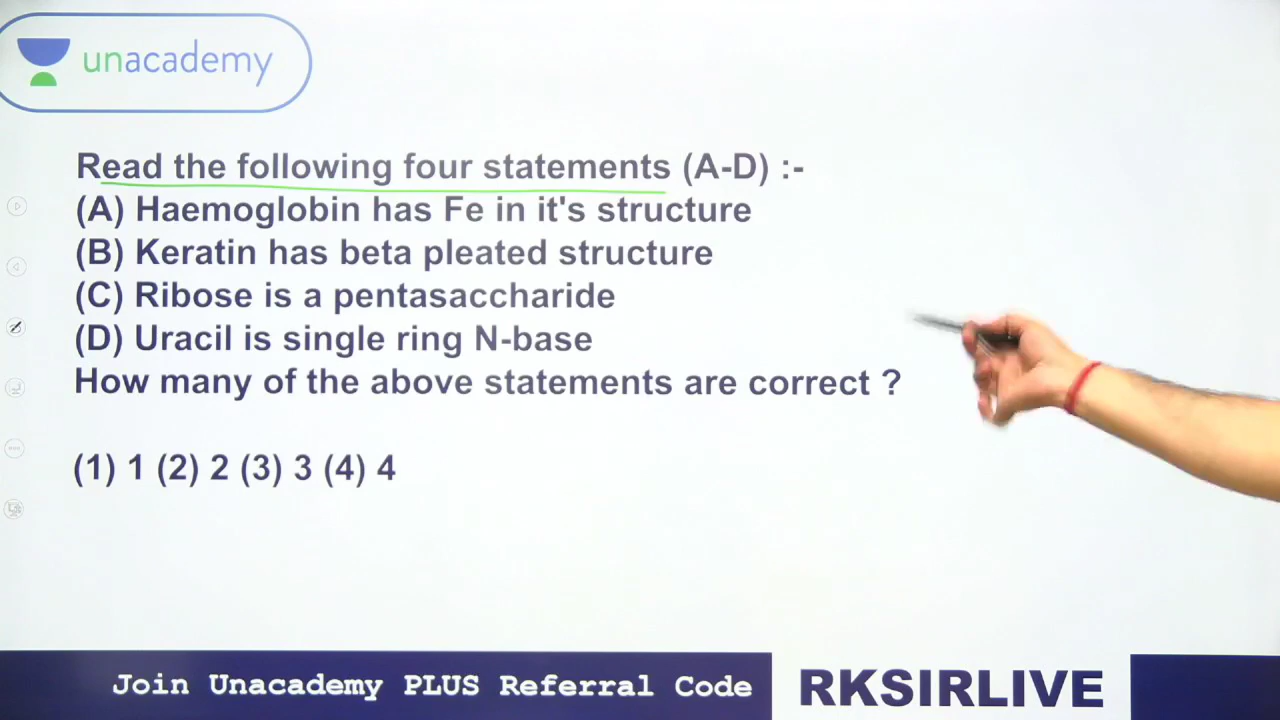 unacademy
Read the following four statements (A-D) :-
(A) Haemoglobin has Fe in it's structure
(B) Keratin has beta pleated structure
(C) Ribose is a pentasaccharide
(D) Uracil is single ring N-base
How many of the above statements are correct ?
(1) 1 (2) 2 (3) 3 (4) 4
Join Unacademy PLUS Referral Code
RKSIRLIVE